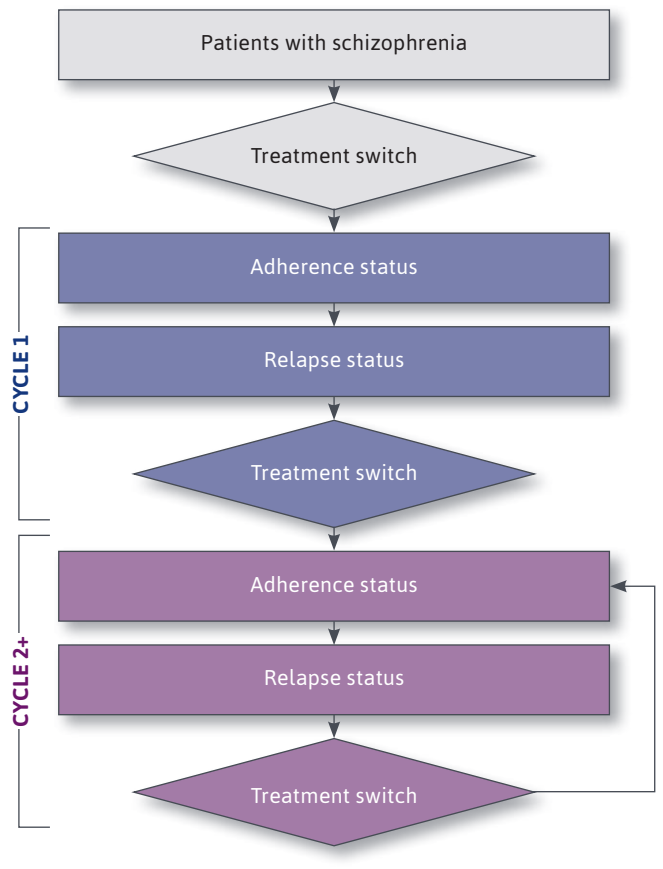 Patients with schizophrenia
Treatment switch
CYCLE 1
Adherence status
Relapse status
Treatment switch
CYCLE 2+
Adherence status
Relapse status
Treatment switch